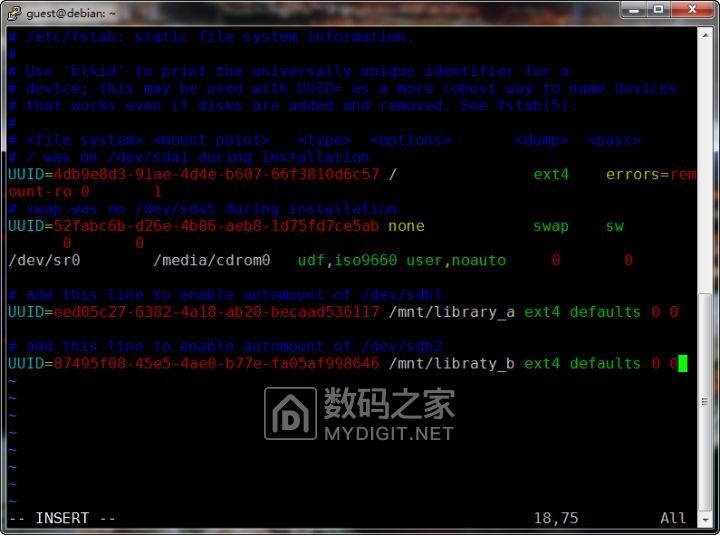 guest@debian: ~
# /etc/fstab: static file system information.
#
# Use 'blkid' to print the universally unique identifier for a
# device; this may be used with UUID= as a more robust way to name devices
# that works even if disks are added and removed. See fstab(5).
#
# <file system> <mount point>   <type>  <options>       <dump>  <pass>
# / was on /dev/sda1 during installation
UUID=4db9e8d3-91ae-4d4e-b607-66f3810d6c57 /               ext4    errors=rem
ount-ro 0       1
# swap was on /dev/sda5 during installation
UUID=52fabc6b-d26e-4b06-aeb8-1d75fd7ce5ab none            swap    sw
      0       0
/dev/sr0        /media/cdrom0   udf,iso9660 user,noauto     0       0
# add this line to enable automount of /dev/sdb1
UUID=eed05c27-6382-4a18-ab20-becaad536117 /mnt/library_a ext4 defaults 0 0
# add this line to enable automount of /dev/sdb2
UUID=87495f08-45e5-4ae0-b77e-fa05af998646 /mnt/libraty_b ext4 defaults 0 0
~
~
~
~
~
~
~
~
数码之家
MYDIGIT.NET
-- INSERT --                                              18,75         All